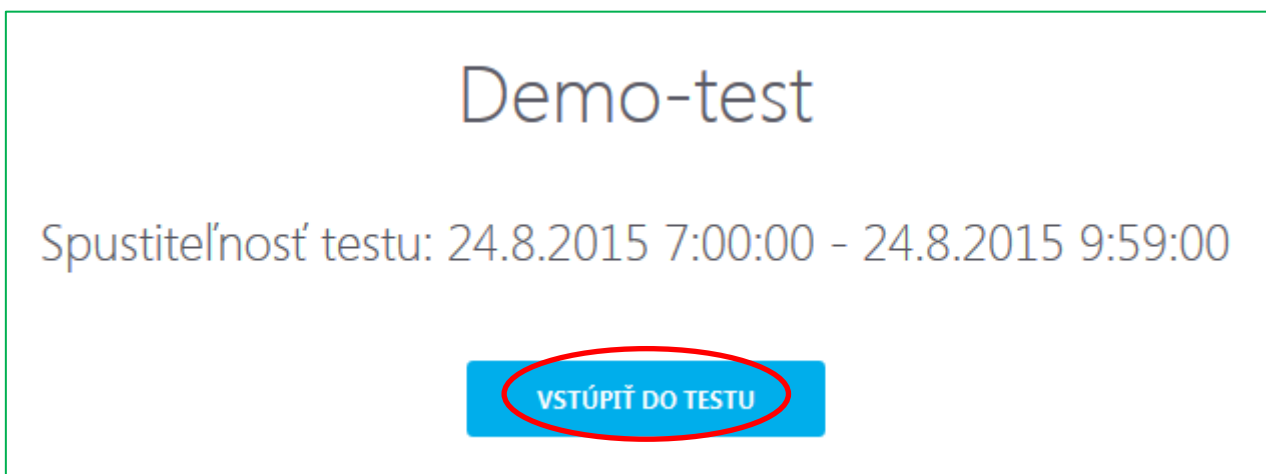 Demo-test
Spustiteľnosť testu: 24.8.2015 7:00:00 - 24.8.2015 9:59:00
VSTÚPIŤ DO TESTU